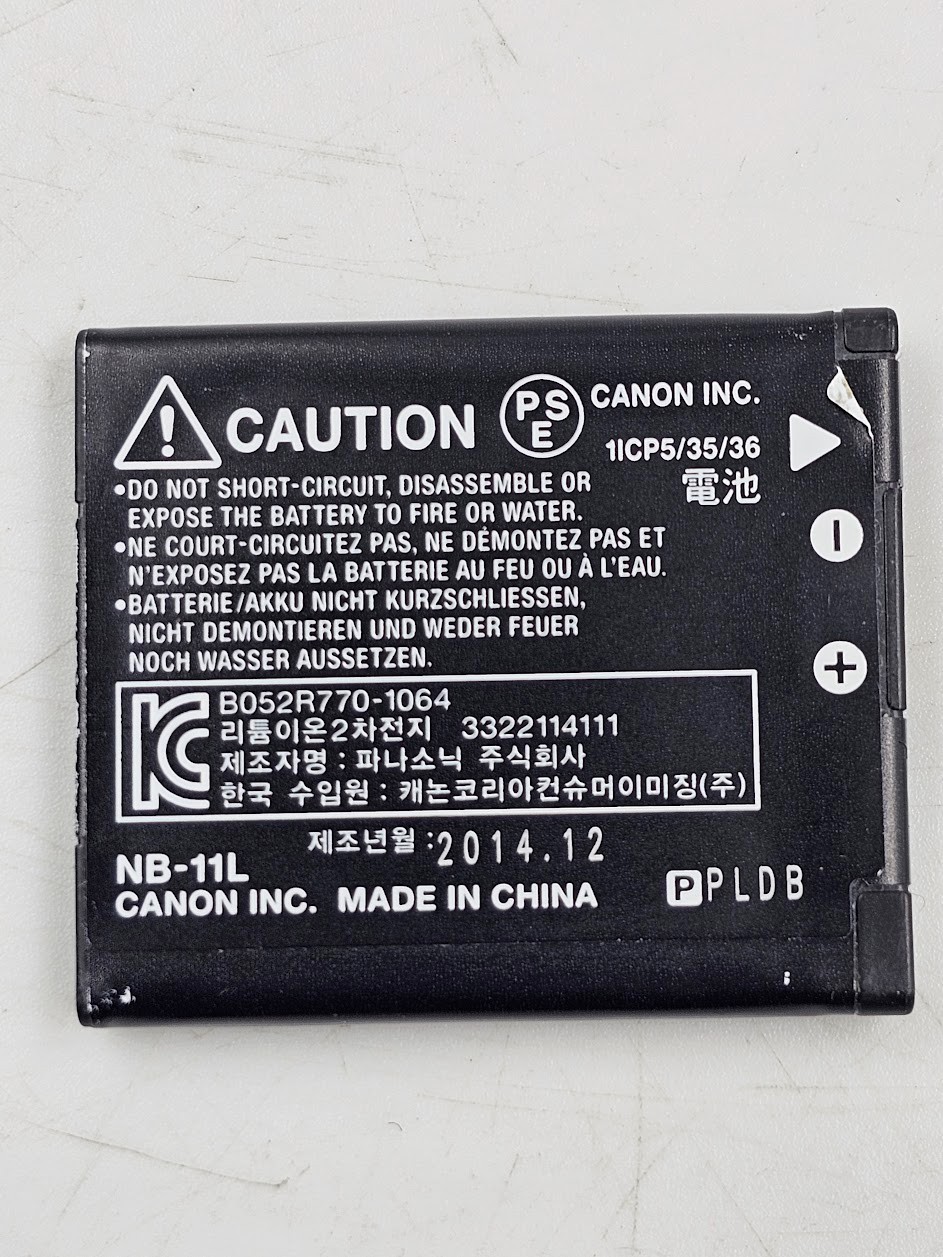 CAUTION
PSE
CANON INC.
1ICP5/35/36
電池
•DO NOT SHORT-CIRCUIT, DISASSEMBLE OR
EXPOSE THE BATTERY TO FIRE OR WATER.
•NE COURT-CIRCUITEZ PAS, NE DÉMONTEZ PAS ET
N'EXPOSEZ PAS LA BATTERIE AU FEU OU À L'EAU.
•BATTERIE/AKKU NICHT KURZSCHLIESSEN,
NICHT DEMONTIEREN UND WEDER FEUER
NOCH WASSER AUSSETZEN.
B052R770-1064
리튬이온2차전지 3322114111
제조자명 : 파나소닉 주식회사
한국 수입원 : 캐논코리아컨슈머이미징(주)
제조년월 :2014.12
NB-11L
CANON INC. MADE IN CHINA
P PLDB